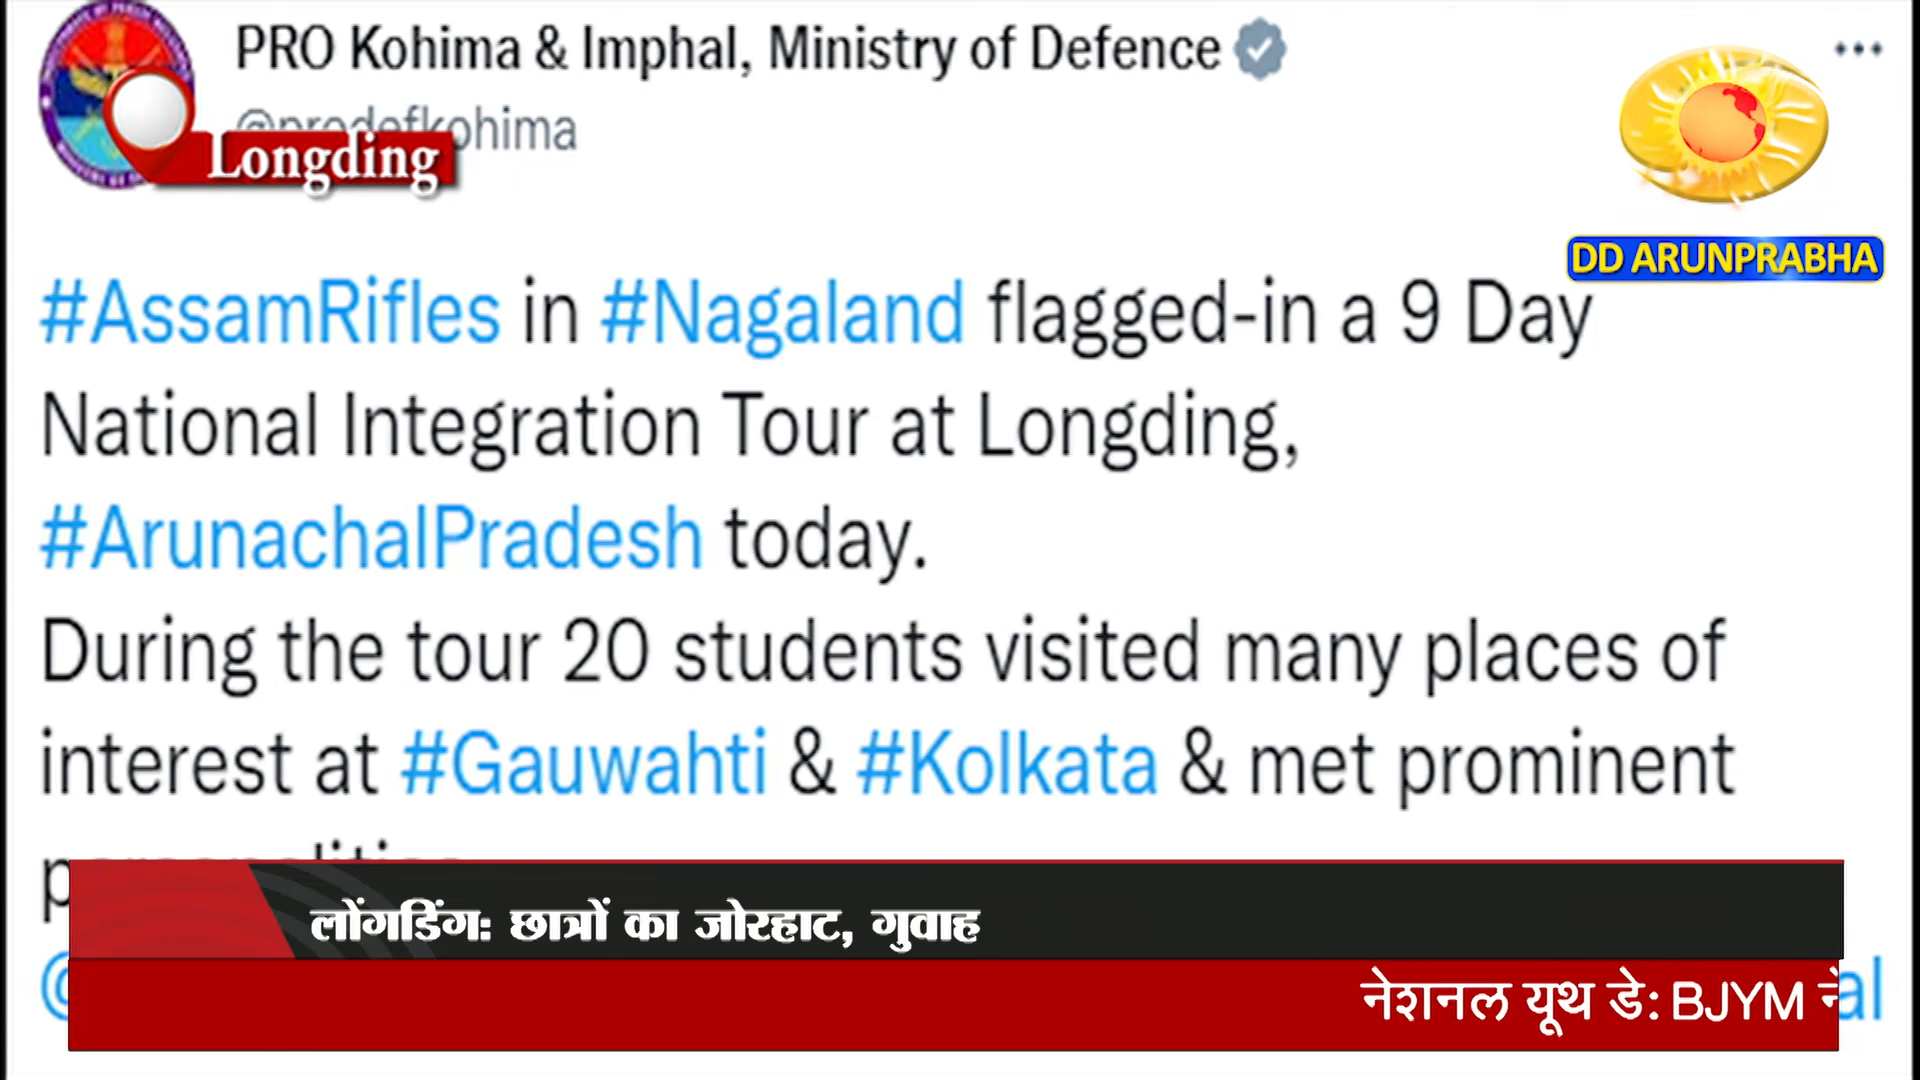 PRO Kohima & Imphal, Ministry of Defence
@prodefkohima
Longding
DD ARUNPRABHA
#AssamRifles in #Nagaland flagged-in a 9 Day
National Integration Tour at Longding,
#ArunachalPradesh today.
During the tour 20 students visited many places of
interest at #Gauwahti & #Kolkata & met prominent
लोंगडिंग: छात्रों का जोरहाट, गुवाह
नेशनल यूथ डे: BJYM ने